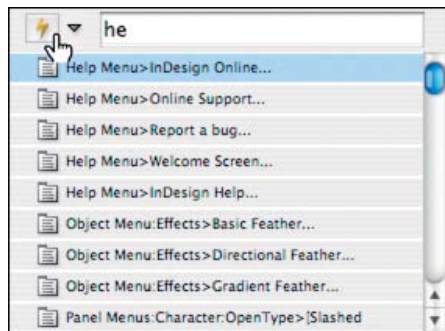 he
Help Menu>InDesign Online...
Help Menu>Online Support...
Help Menu>Report a bug...
Help Menu>Welcome Screen...
Help Menu>InDesign Help...
Object Menu:Effects>Basic Feather...
Object Menu:Effects>Directional Feather...
Object Menu:Effects>Gradient Feather...
Panel Menus:Character:OpenType>[Slashed